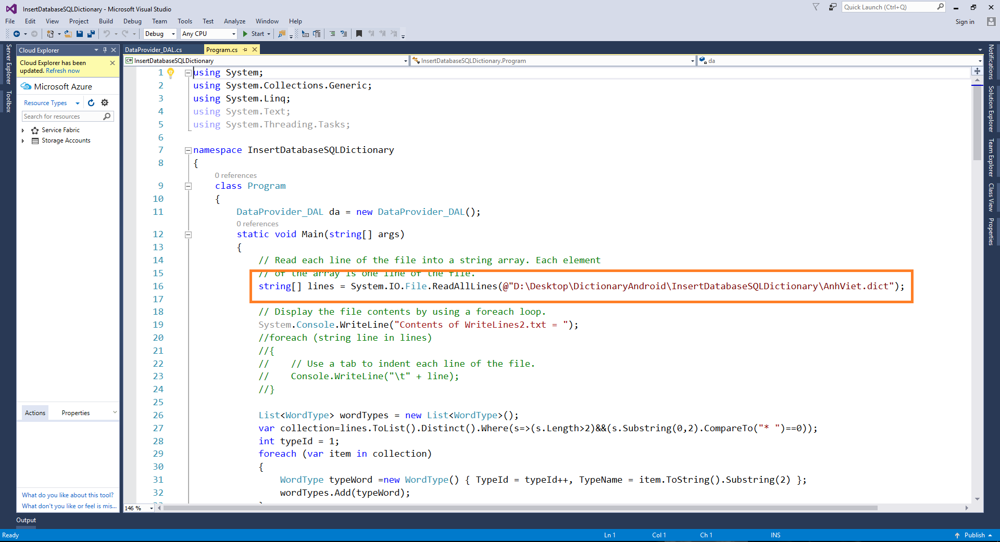 InsertDatabaseSQLDictionary - Microsoft Visual Studio
Quick Launch (Ctrl+Q)
File Edit View Project Build Debug Team Tools Test Analyze Window Help
Sign in
Debug Any CPU Start
Server Explorer
Toolbox
Cloud Explorer
Cloud Explorer has been
updated. Refresh now
Microsoft Azure
Resource Types
Search for resources
Service Fabric
Storage Accounts
Actions Properties
What do you like about this tool?
What don't you like or feel is mis...
DataProvider_DAL.cs Program.cs
C# InsertDatabaseSQLDictionary InsertDatabaseSQLDictionary.Program da
1 using System;
2 using System.Collections.Generic;
3 using System.Linq;
4 using System.Text;
5 using System.Threading.Tasks;
6
7 namespace InsertDatabaseSQLDictionary
8 {
0 references
9 class Program
10 {
11 DataProvider_DAL da = new DataProvider_DAL();
0 references
12 static void Main(string[] args)
13 {
14 // Read each line of the file into a string array. Each element
15 // of the array is one line of the file.
16 string[] lines = System.IO.File.ReadAllLines(@"D:\Desktop\DictionaryAndroid\InsertDatabaseSQLDictionary\AnhViet.dict");
17
18 // Display the file contents by using a foreach loop.
19 System.Console.WriteLine("Contents of WriteLines2.txt = ");
20 //foreach (string line in lines)
21 //{
22 // // Use a tab to indent each line of the file.
23 // Console.WriteLine("\t" + line);
24 //}
25
26 List<WordType> wordTypes = new List<WordType>();
27 var collection=lines.ToList().Distinct().Where(s=>(s.Length>2)&&(s.Substring(0,2).CompareTo("* ")==0));
28 int typeId = 1;
29 foreach (var item in collection)
30 {
31 WordType typeWord =new WordType() { TypeId = typeId++, TypeName = item.ToString().Substring(2) };
32 wordTypes.Add(typeWord);
146 %
Notifications
Solution Explorer
Team Explorer
Class View
Properties
Output
Ready Ln 1 Col 1 Ch 1 INS Publish